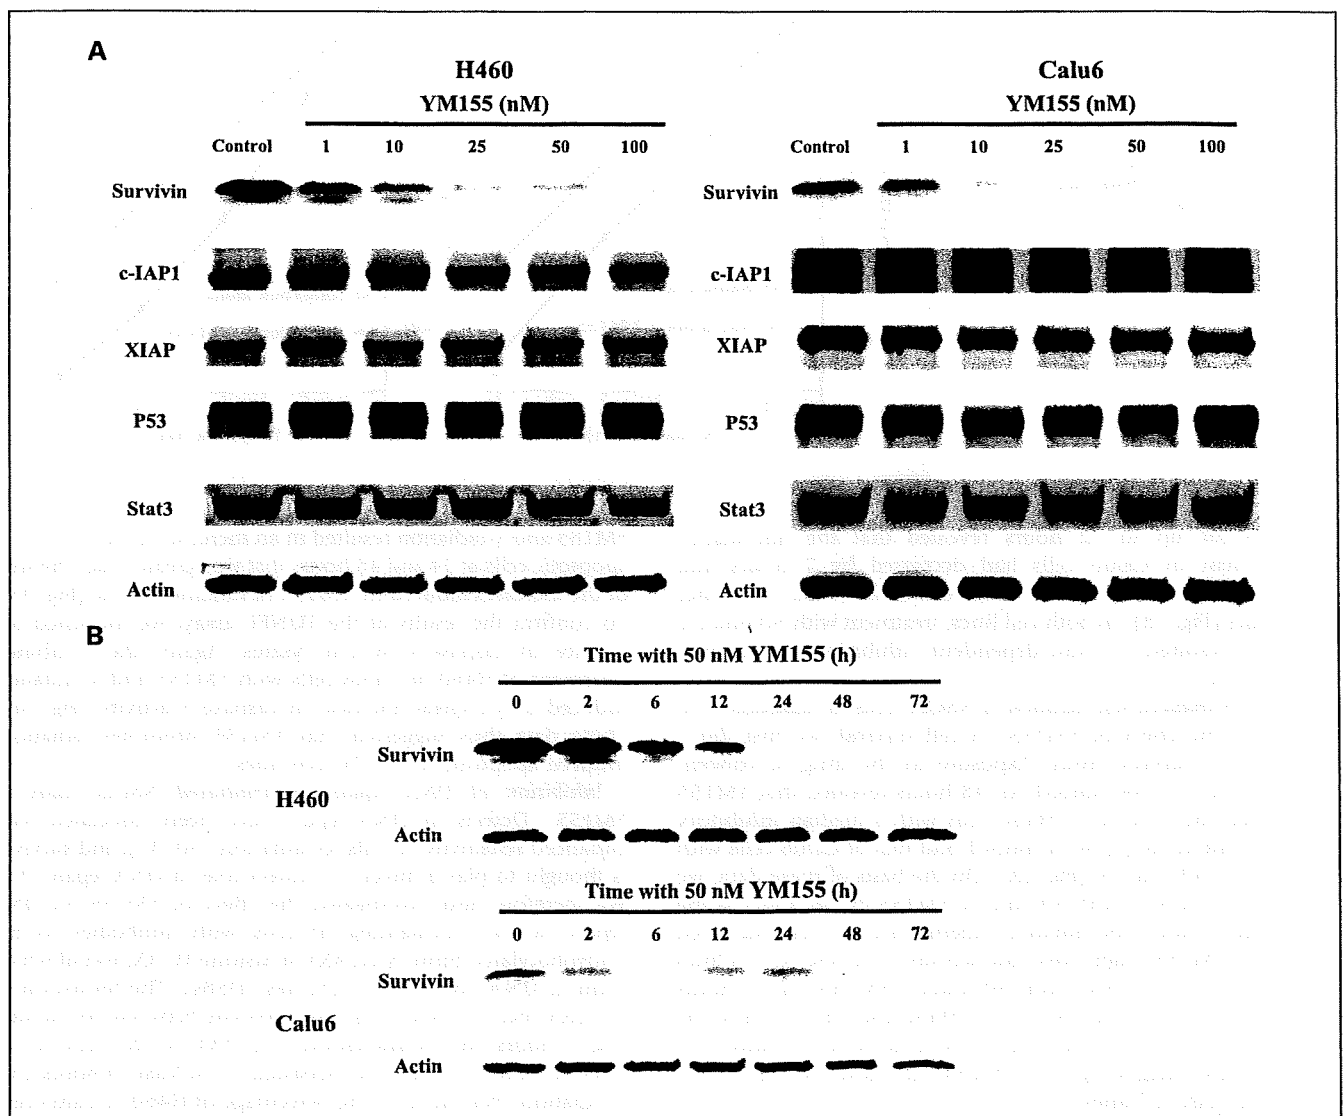 A
H460
YM155 (nM)
Control 1 10 25 50 100
Survivin
c-IAP1
XIAP
P53
Stat3
Actin
Calu6
YM155 (nM)
Control 1 10 25 50 100
Survivin
c-IAP1
XIAP
P53
Stat3
Actin
B
Time with 50 nM YM155 (h)
0 2 6 12 24 48 72
Survivin
H460
Actin
Time with 50 nM YM155 (h)
0 2 6 12 24 48 72
Survivin
Calu6
Actin